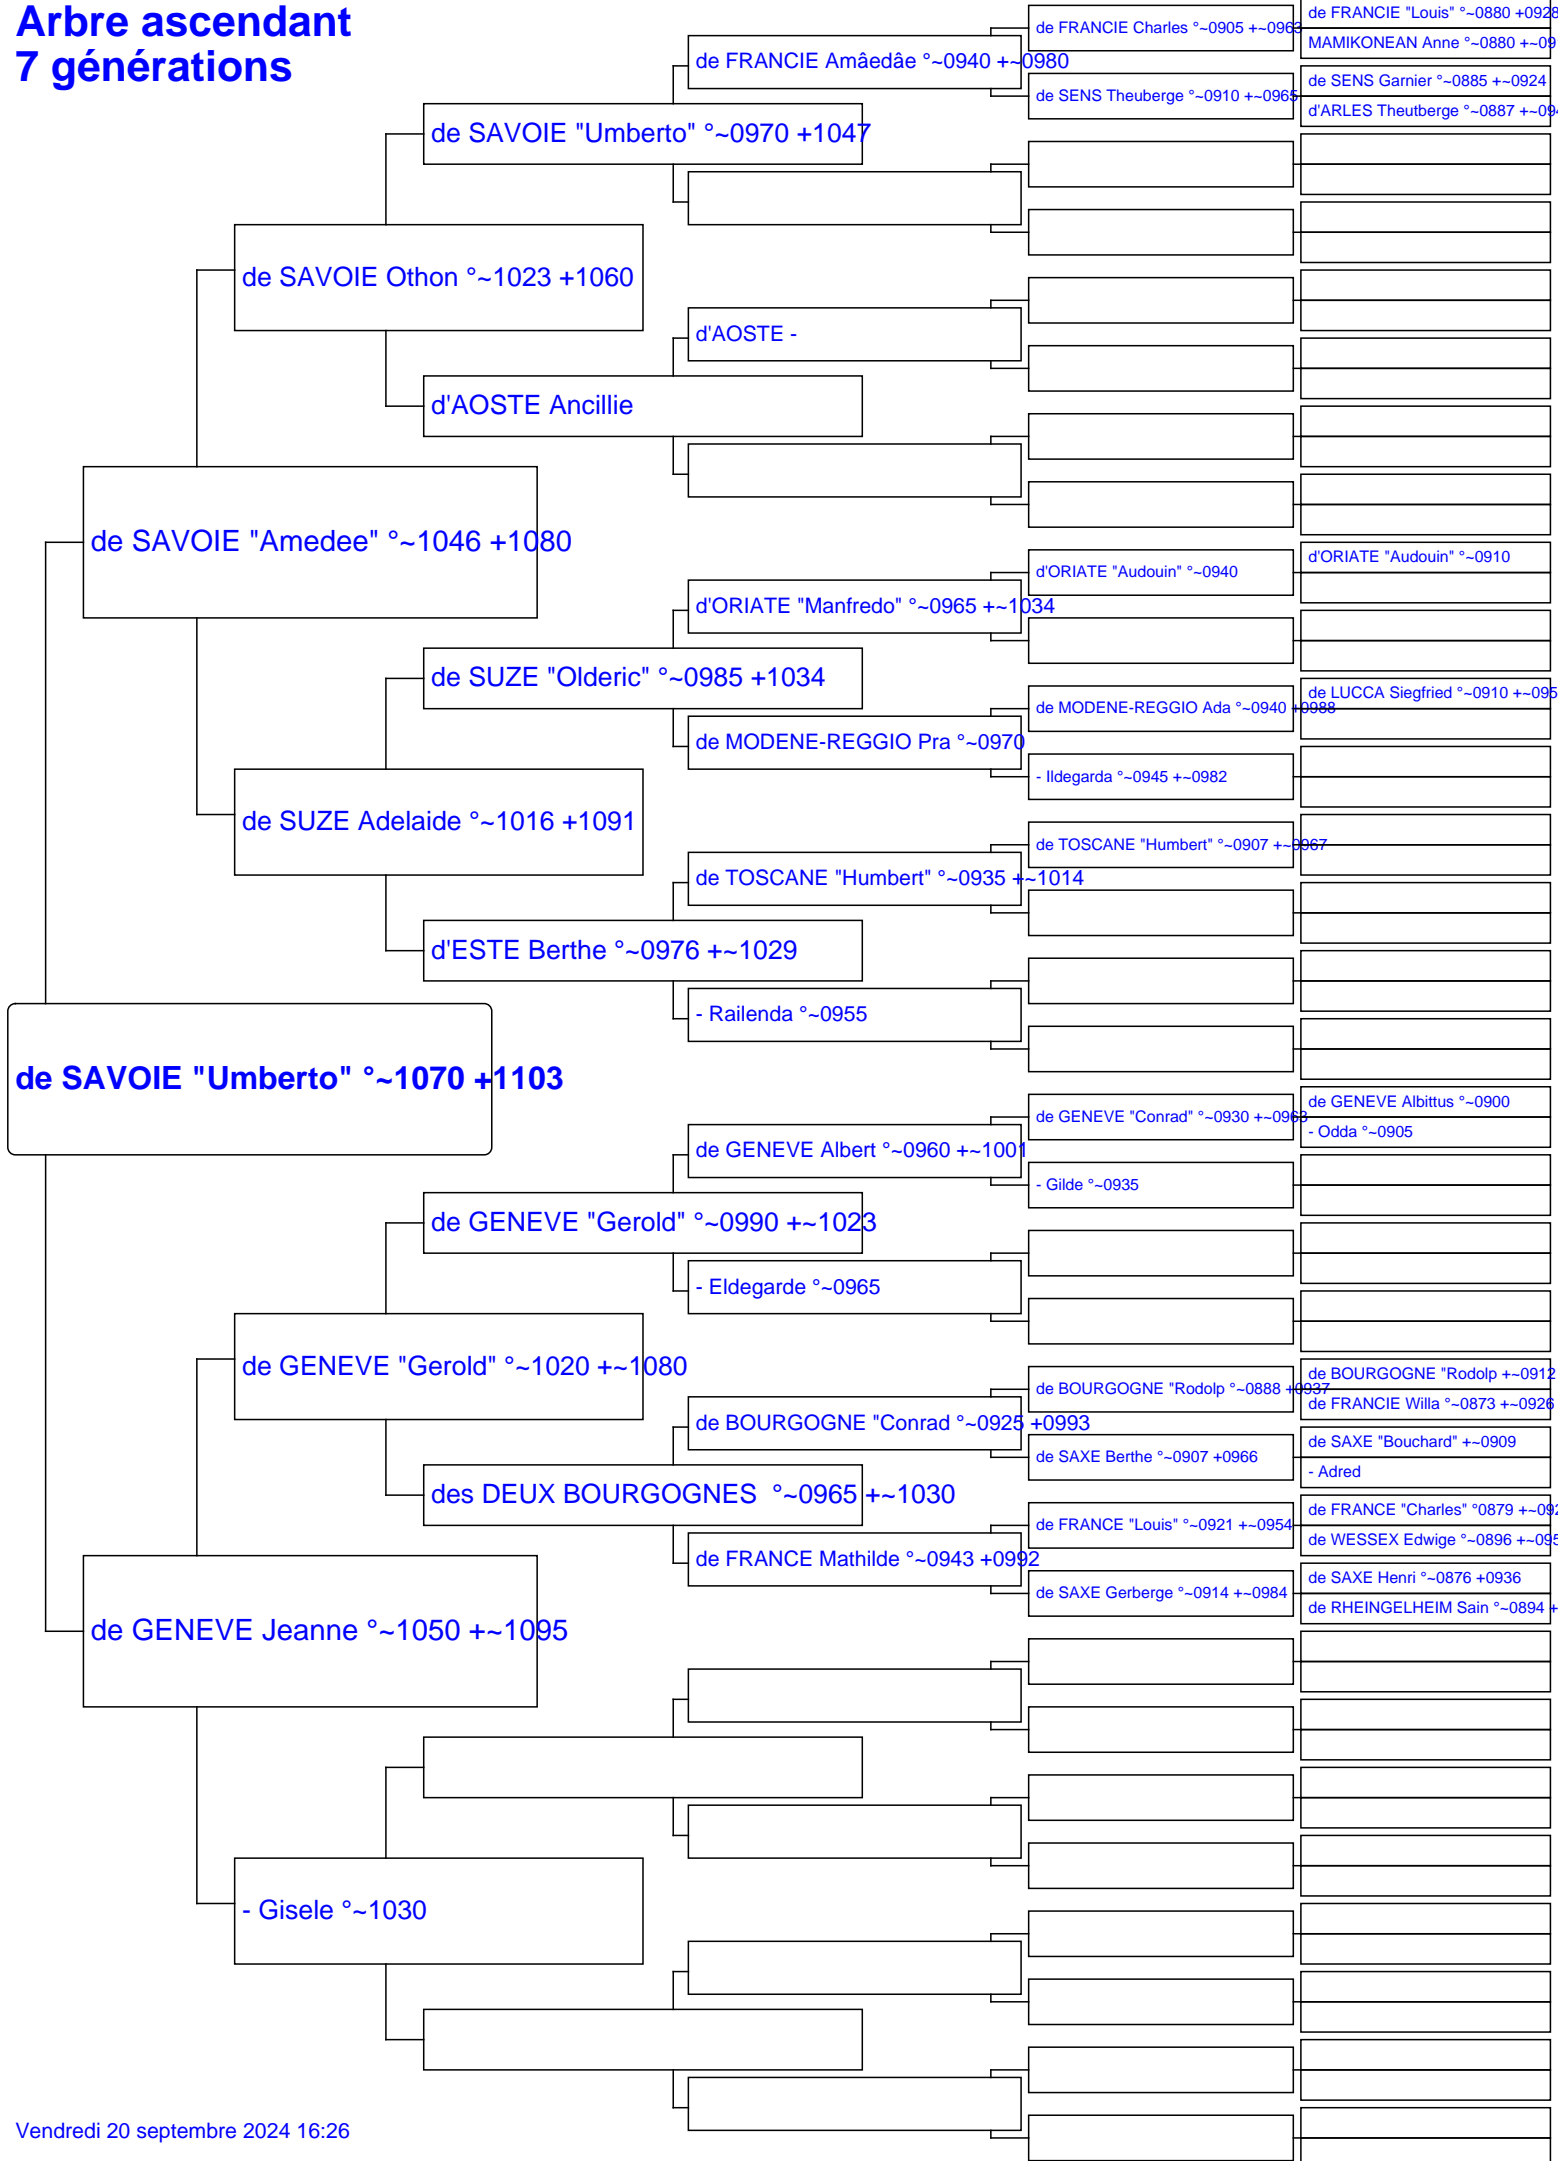 Arbre ascendant
7 générations
de FRANCIE "Louis" °~0880 +0928
de FRANCIE Charles °~0905 +~0963
MAMIKONEAN Anne °~0880 +~09
de FRANCIE Amâedâe °~0940 +~0980
de SENS Garnier °~0885 +~0924
de SENS Theuberge °~0910 +~0965
d'ARLES Theutberge °~0887 +~094
de SAVOIE "Umberto" °~0970 +1047
de SAVOIE Othon °~1023 +1060
d'AOSTE -
d'AOSTE Ancillie
de SAVOIE "Amedee" °~1046 +1080
d'ORIATE "Audouin" °~0910
d'ORIATE "Audouin" °~0940
d'ORIATE "Manfredo" °~0965 +~1034
de SUZE "Olderic" °~0985 +1034
de LUCCA Siegfried °~0910 +~095
de MODENE-REGGIO Ada °~0940 +0988
de MODENE-REGGIO Pra °~0970
- Ildegarda °~0945 +~0982
de SUZE Adelaide °~1016 +1091
de TOSCANE "Humbert" °~0907 +~0967
de TOSCANE "Humbert" °~0935 +~1014
d'ESTE Berthe °~0976 +~1029
- Railenda °~0955
de SAVOIE "Umberto" °~1070 +1103
de GENEVE Albittus °~0900
de GENEVE "Conrad" °~0930 +~0963
- Odda °~0905
de GENEVE Albert °~0960 +~1001
- Gilde °~0935
de GENEVE "Gerold" °~0990 +~1023
- Eldegarde °~0965
de GENEVE "Gerold" °~1020 +~1080
de BOURGOGNE "Rodolp +~0912
de BOURGOGNE "Rodolp °~0888 +0937
de FRANCIE Willa °~0873 +~0926
de BOURGOGNE "Conrad °~0925 +0993
de SAXE "Bouchard" +~0909
de SAXE Berthe °~0907 +0966
- Adred
des DEUX BOURGOGNES °~0965 +~1030
de FRANCE "Charles" °0879 +~092
de FRANCE "Louis" °~0921 +~0954
de WESSEX Edwige °~0896 +~095
de FRANCE Mathilde °~0943 +0992
de SAXE Henri °~0876 +0936
de SAXE Gerberge °~0914 +~0984
de RHEINGELHEIM Sain °~0894 +
de GENEVE Jeanne °~1050 +~1095
- Gisele °~1030
Vendredi 20 septembre 2024 16:26